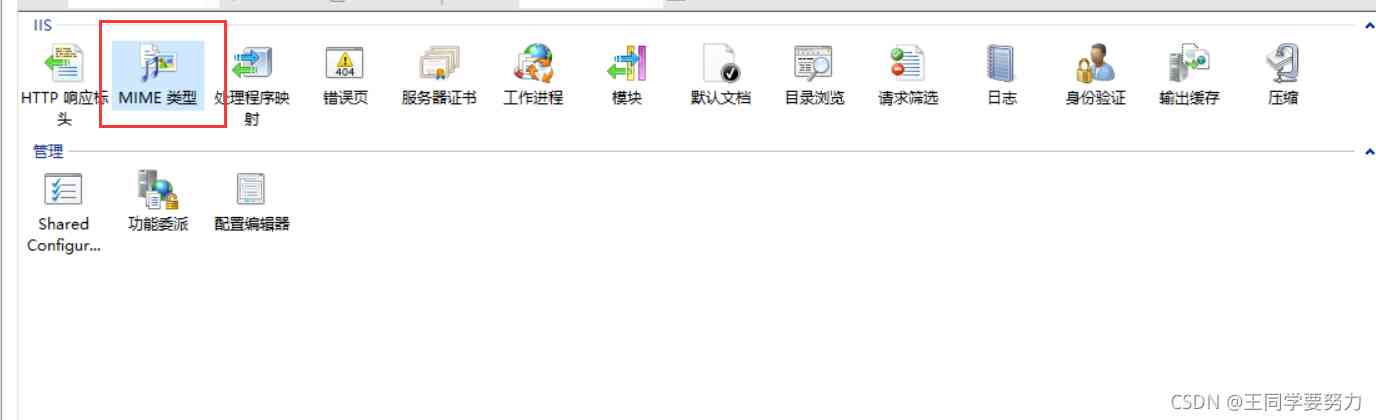 IIS
HTTP 响应标头
MIME 类型
处理程序映射
404
错误页
服务器证书
工作进程
模块
默认文档
目录浏览
请求筛选
日志
身份验证
输出缓存
压缩
管理
Shared
Configur...
功能委派
配置编辑器
CSDN @王同学要努力